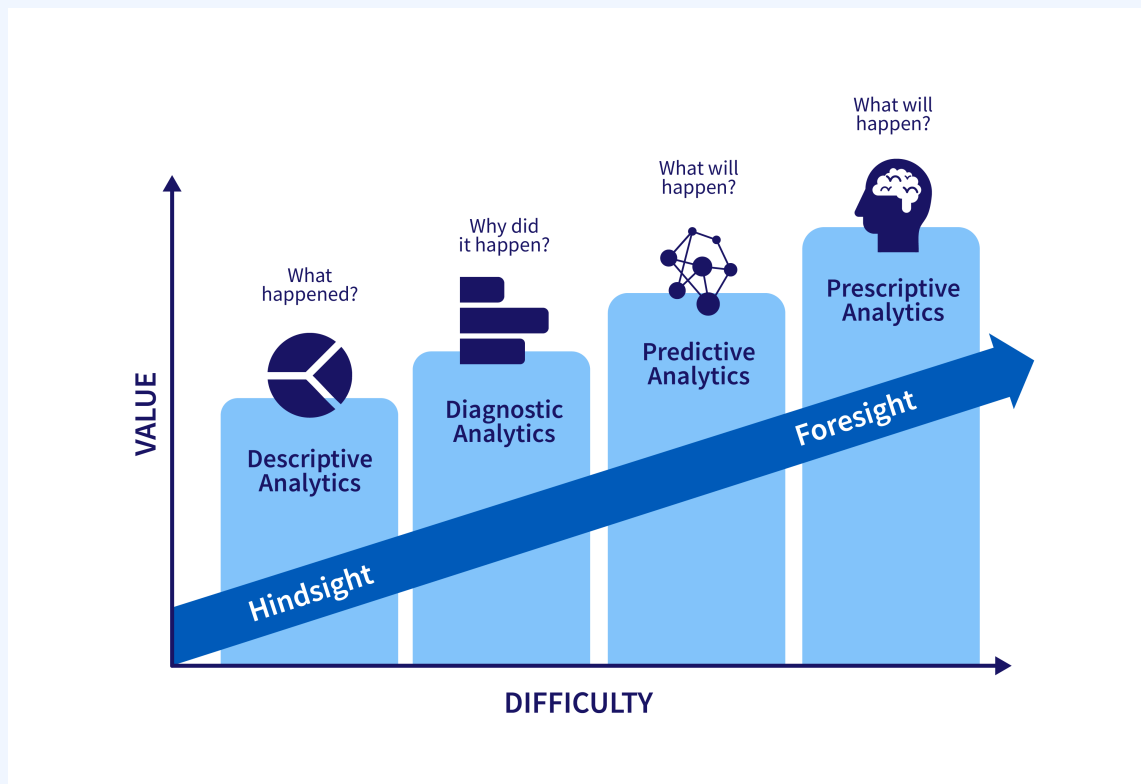 What will
happen?
What will
happen?
Why did
it happen?
What
happened?
Prescriptive
Analytics
Predictive
Analytics
Diagnostic
Analytics
Descriptive
Analytics
VALUE
Foresight
Hindsight
DIFFICULTY